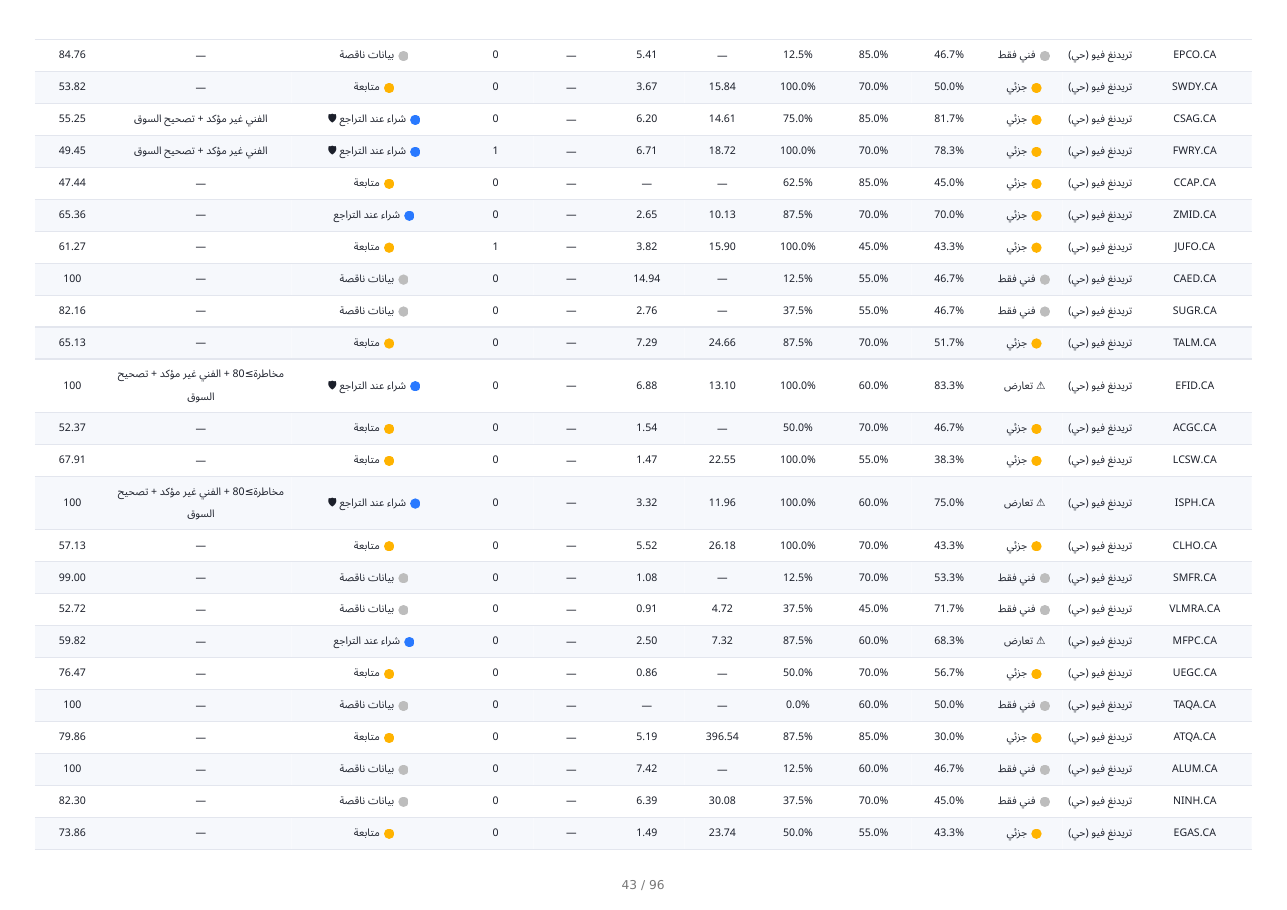 EPCO.CA تريدنغ فيو (حي) فني فقط 46.7% 85.0% 12.5% — 5.41 — 0 بيانات ناقصة — 84.76
SWDY.CA تريدنغ فيو (حي) جزئي 50.0% 70.0% 100.0% 15.84 3.67 — 0 متابعة — 53.82
CSAG.CA تريدنغ فيو (حي) جزئي 81.7% 85.0% 75.0% 14.61 6.20 — 0 شراء عند التراجع الفني غير مؤكد + تصحيح السوق 55.25
FWRY.CA تريدنغ فيو (حي) جزئي 78.3% 70.0% 100.0% 18.72 6.71 — 1 شراء عند التراجع الفني غير مؤكد + تصحيح السوق 49.45
CCAP.CA تريدنغ فيو (حي) جزئي 45.0% 85.0% 62.5% — — — 0 متابعة — 47.44
ZMID.CA تريدنغ فيو (حي) جزئي 70.0% 70.0% 87.5% 10.13 2.65 — 0 شراء عند التراجع — 65.36
JUFO.CA تريدنغ فيو (حي) جزئي 43.3% 45.0% 100.0% 15.90 3.82 — 1 متابعة — 61.27
CAED.CA تريدنغ فيو (حي) فني فقط 46.7% 55.0% 12.5% — 14.94 — 0 بيانات ناقصة — 100
SUGR.CA تريدنغ فيو (حي) فني فقط 46.7% 55.0% 37.5% — 2.76 — 0 بيانات ناقصة — 82.16
TALM.CA تريدنغ فيو (حي) جزئي 51.7% 70.0% 87.5% 24.66 7.29 — 0 متابعة — 65.13
EFID.CA تريدنغ فيو (حي) ⚠ تعارض 83.3% 60.0% 100.0% 13.10 6.88 — 0 شراء عند التراجع مخاطرة≥80 + الفني غير مؤكد + تصحيح
السوق 100
ACGC.CA تريدنغ فيو (حي) جزئي 46.7% 70.0% 50.0% — 1.54 — 0 متابعة — 52.37
LCSW.CA تريدنغ فيو (حي) جزئي 38.3% 55.0% 100.0% 22.55 1.47 — 0 متابعة — 67.91
ISPH.CA تريدنغ فيو (حي) ⚠ تعارض 75.0% 60.0% 100.0% 11.96 3.32 — 0 شراء عند التراجع مخاطرة≥80 + الفني غير مؤكد + تصحيح
السوق 100
CLHO.CA تريدنغ فيو (حي) جزئي 43.3% 70.0% 100.0% 26.18 5.52 — 0 متابعة — 57.13
SMFR.CA تريدنغ فيو (حي) فني فقط 53.3% 70.0% 12.5% — 1.08 — 0 بيانات ناقصة — 99.00
VLMRA.CA تريدنغ فيو (حي) فني فقط 71.7% 45.0% 37.5% 4.72 0.91 — 0 بيانات ناقصة — 52.72
MFPC.CA تريدنغ فيو (حي) ⚠ تعارض 68.3% 60.0% 87.5% 7.32 2.50 — 0 شراء عند التراجع — 59.82
UEGC.CA تريدنغ فيو (حي) جزئي 56.7% 70.0% 50.0% — 0.86 — 0 متابعة — 76.47
TAQA.CA تريدنغ فيو (حي) فني فقط 50.0% 60.0% 0.0% — — — 0 بيانات ناقصة — 100
ATQA.CA تريدنغ فيو (حي) جزئي 30.0% 85.0% 87.5% 396.54 5.19 — 0 متابعة — 79.86
ALUM.CA تريدنغ فيو (حي) فني فقط 46.7% 60.0% 12.5% — 7.42 — 0 بيانات ناقصة — 100
NINH.CA تريدنغ فيو (حي) فني فقط 45.0% 70.0% 37.5% 30.08 6.39 — 0 بيانات ناقصة — 82.30
EGAS.CA تريدنغ فيو (حي) جزئي 43.3% 55.0% 50.0% 23.74 1.49 — 0 متابعة — 73.86
43 / 96